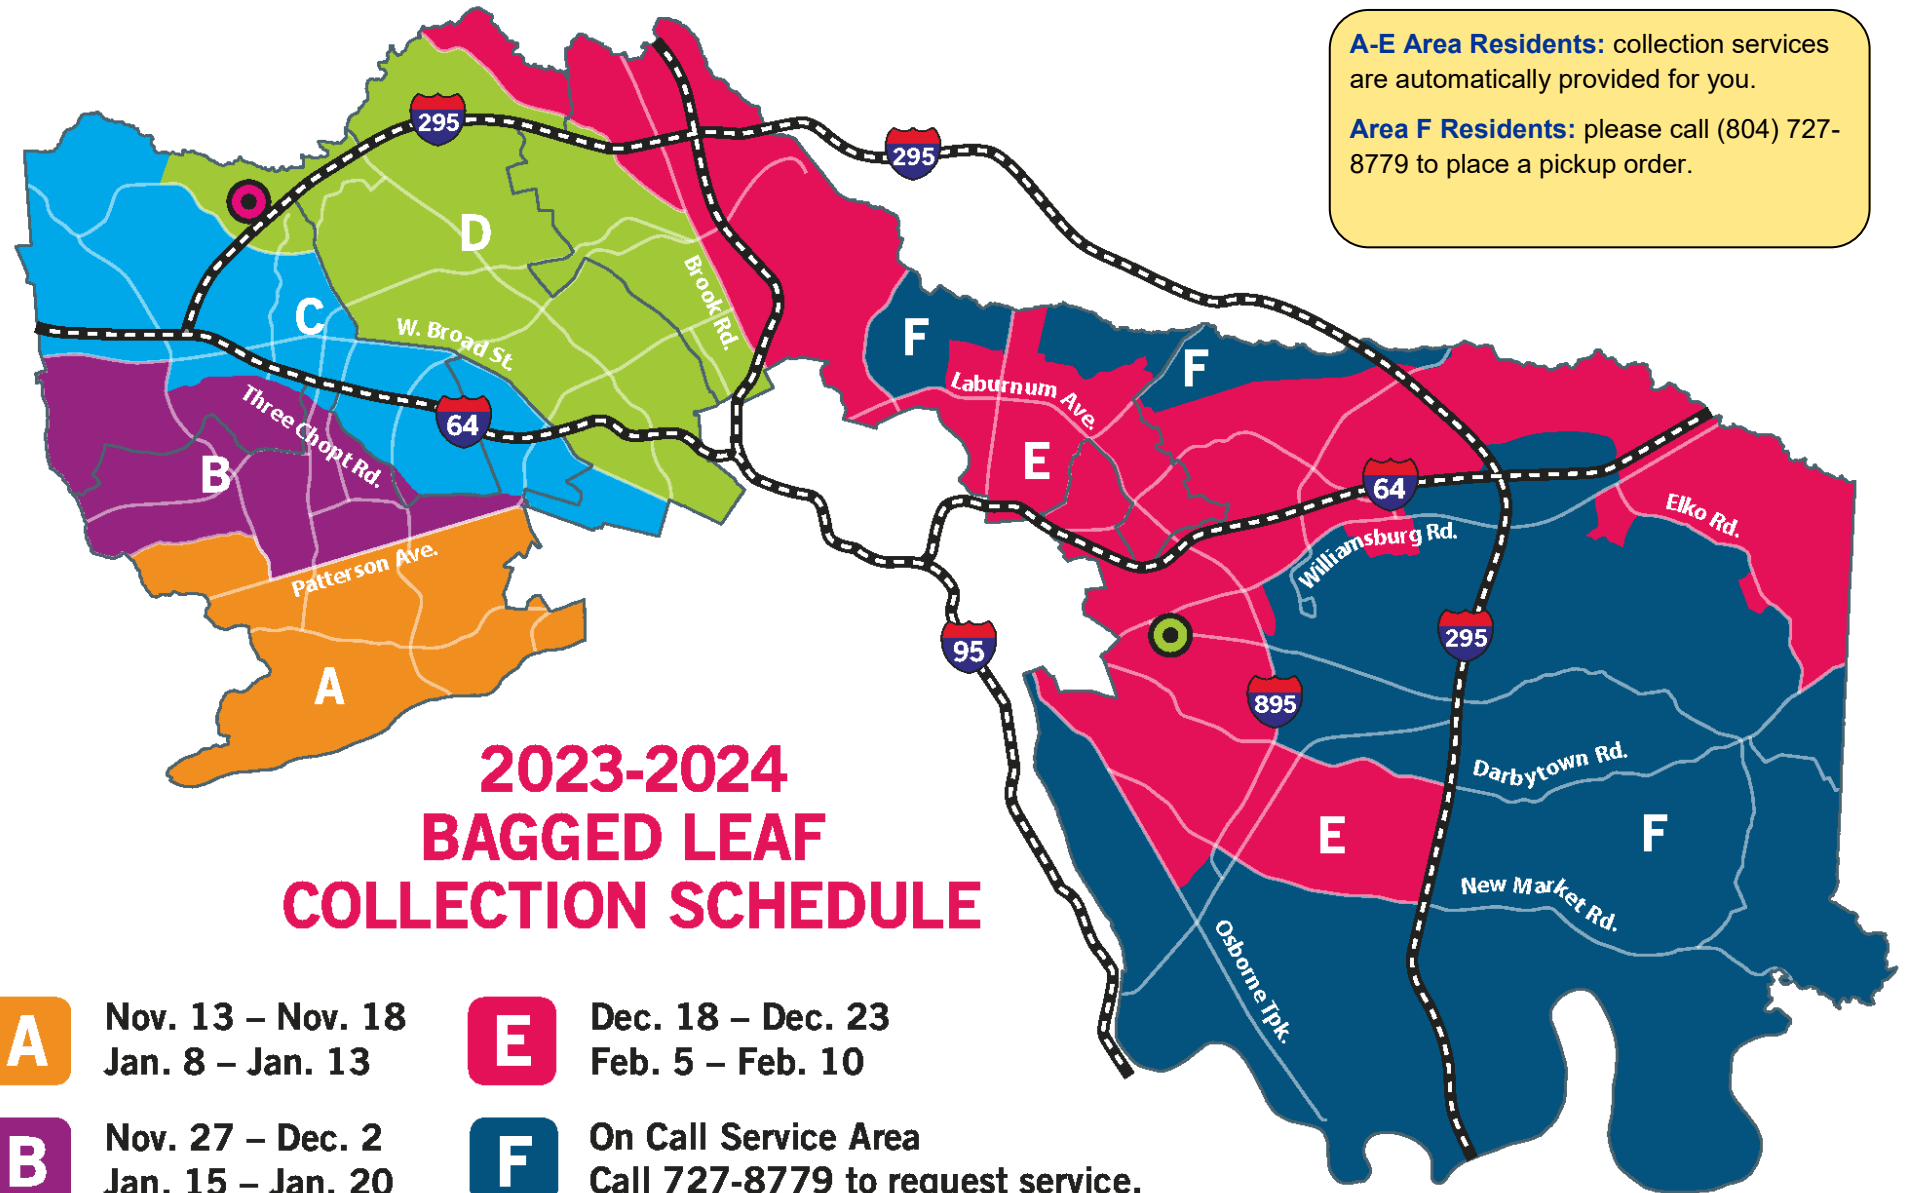 A-E Area Residents: collection services
are automatically provided for you.
Area F Residents: please call (804) 727-
8779 to place a pickup order.
295
295
D
Brook Rd.
C
W. Broad St.
F
F
Laburnum Ave.
Three Chopt Rd.
64
E
B
64
Elko Rd.
Williamsburg Rd.
Patterson Ave.
95
295
A
895
Darbytown Rd.
E
F
New Market Rd.
Osborne Tpk.
2023-2024
BAGGED LEAF
COLLECTION SCHEDULE
A
Nov. 13 – Nov. 18
Jan. 8 – Jan. 13
E
Dec. 18 – Dec. 23
Feb. 5 – Feb. 10
B
Nov. 27 – Dec. 2
Jan. 15 – Jan. 20
F
On Call Service Area
Call 727-8779 to request service.